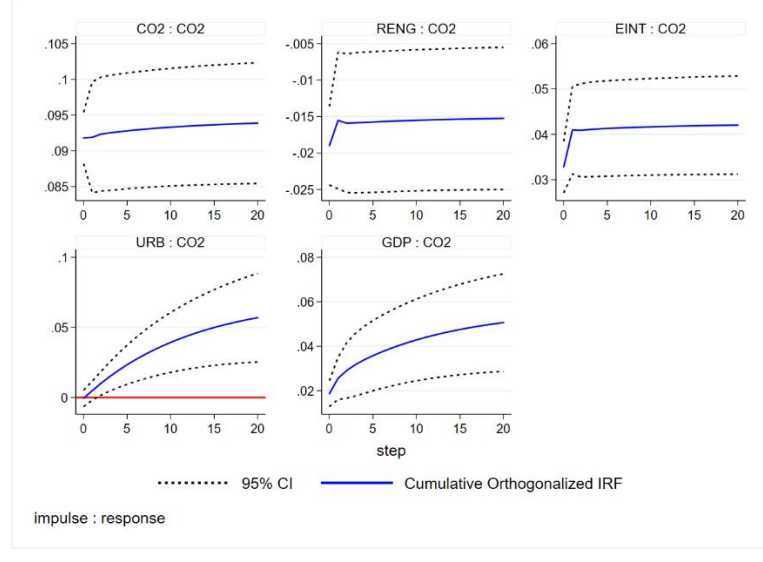 CO2 : CO2
.105
.1
.095
.09
.085
0 5 10 15 20
RENG : CO2
-.005
-.01
-.015
-.02
-.025
0 5 10 15 20
EINT : CO2
.06
.05
.04
.03
0 5 10 15 20
URB : CO2
.1
.05
0
0 5 10 15 20
GDP : CO2
.08
.06
.04
.02
0 5 10 15 20
step
95% CI
Cumulative Orthogonalized IRF
impulse : response